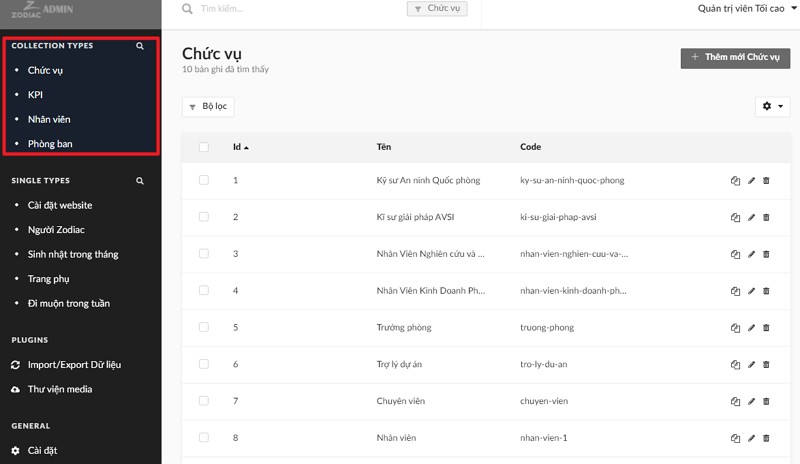 Z ADMIN
ZODIAC
Tìm kiếm...
Chức vụ
Quản trị viên Tối cao
COLLECTION TYPES
Chức vụ
KPI
Nhân viên
Phòng ban
SINGLE TYPES
Cài đặt website
Người Zodiac
Sinh nhật trong tháng
Trang phụ
Đi muộn trong tuần
PLUGINS
Import/Export Dữ liệu
Thư viện media
GENERAL
Cài đặt
Chức vụ
10 bản ghi đã tìm thấy
Thêm mới Chức vụ
Bộ lọc
Id Tên Code
1 Kỹ sư An ninh Quốc phòng ky-su-an-ninh-quoc-phong
2 Kĩ sư giải pháp AVSI ki-su-giai-phap-avsi
3 Nhân Viên Nghiên cứu và ... nhan-vien-nghien-cuu-va-...
4 Nhân Viên Kinh Doanh Ph... nhan-vien-kinh-doanh-ph...
5 Trưởng phòng truong-phong
6 Trợ lý dự án tro-ly-du-an
7 Chuyên viên chuyen-vien
8 Nhân viên nhan-vien-1